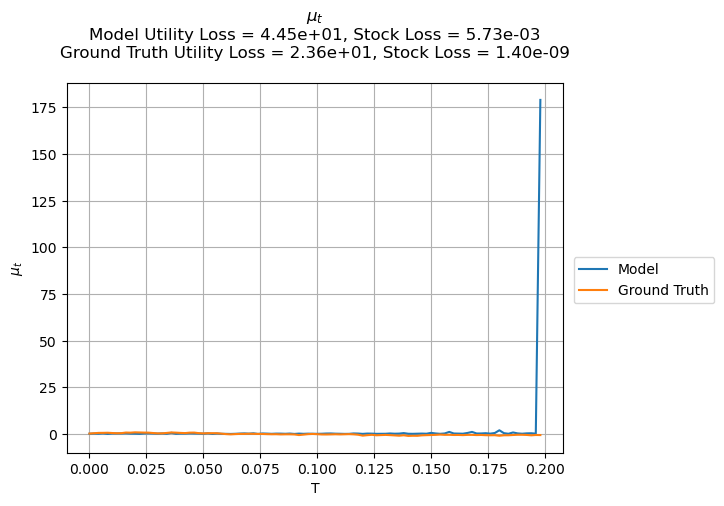 μt
Model Utility Loss = 4.45e+01, Stock Loss = 5.73e-03
Ground Truth Utility Loss = 2.36e+01, Stock Loss = 1.40e-09
175
150
125
100
75
50
25
0
μt
0.000 0.025 0.050 0.075 0.100 0.125 0.150 0.175 0.200
T
Model
Ground Truth